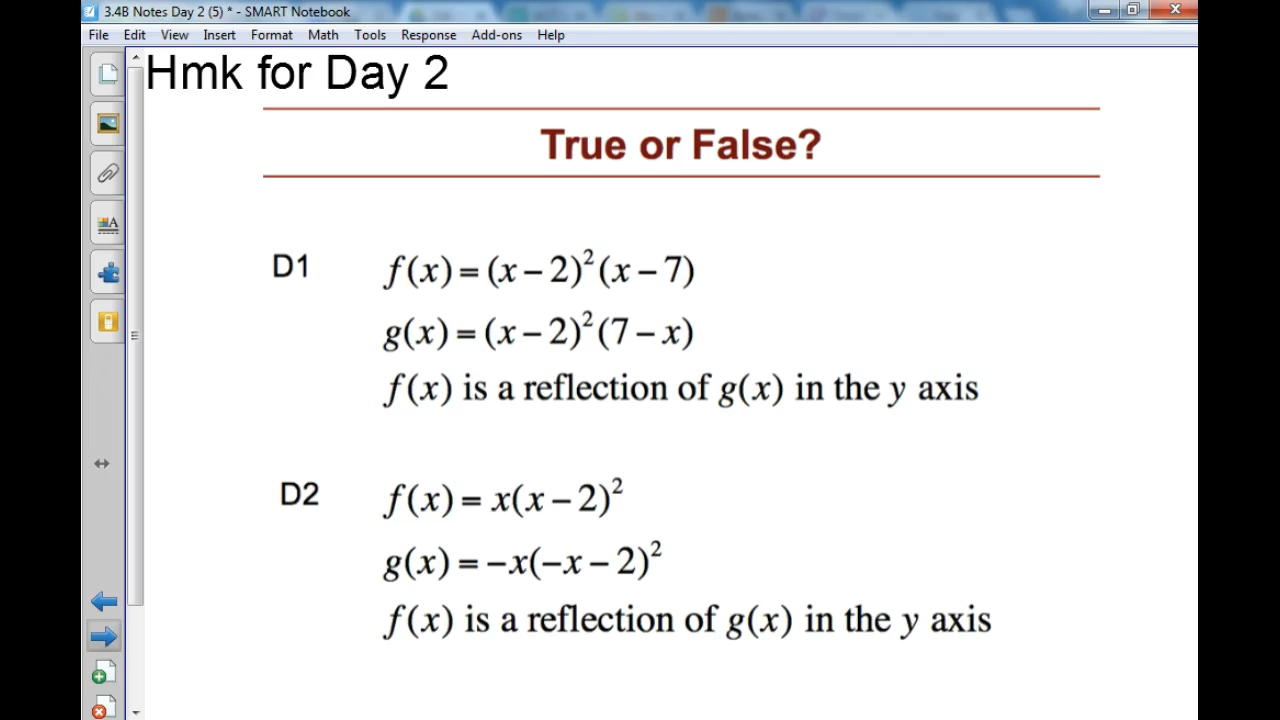 3.4B Notes Day 2 (5) * - SMART Notebook
File Edit View Insert Format Math Tools Response Add-ons Help
Hmk for Day 2
True or False?
D1 f(x) = (x − 2)²(x − 7)
g(x) = (x − 2)²(7 − x)
f(x) is a reflection of g(x) in the y axis
D2 f(x) = x(x − 2)²
g(x) = −x(−x − 2)²
f(x) is a reflection of g(x) in the y axis